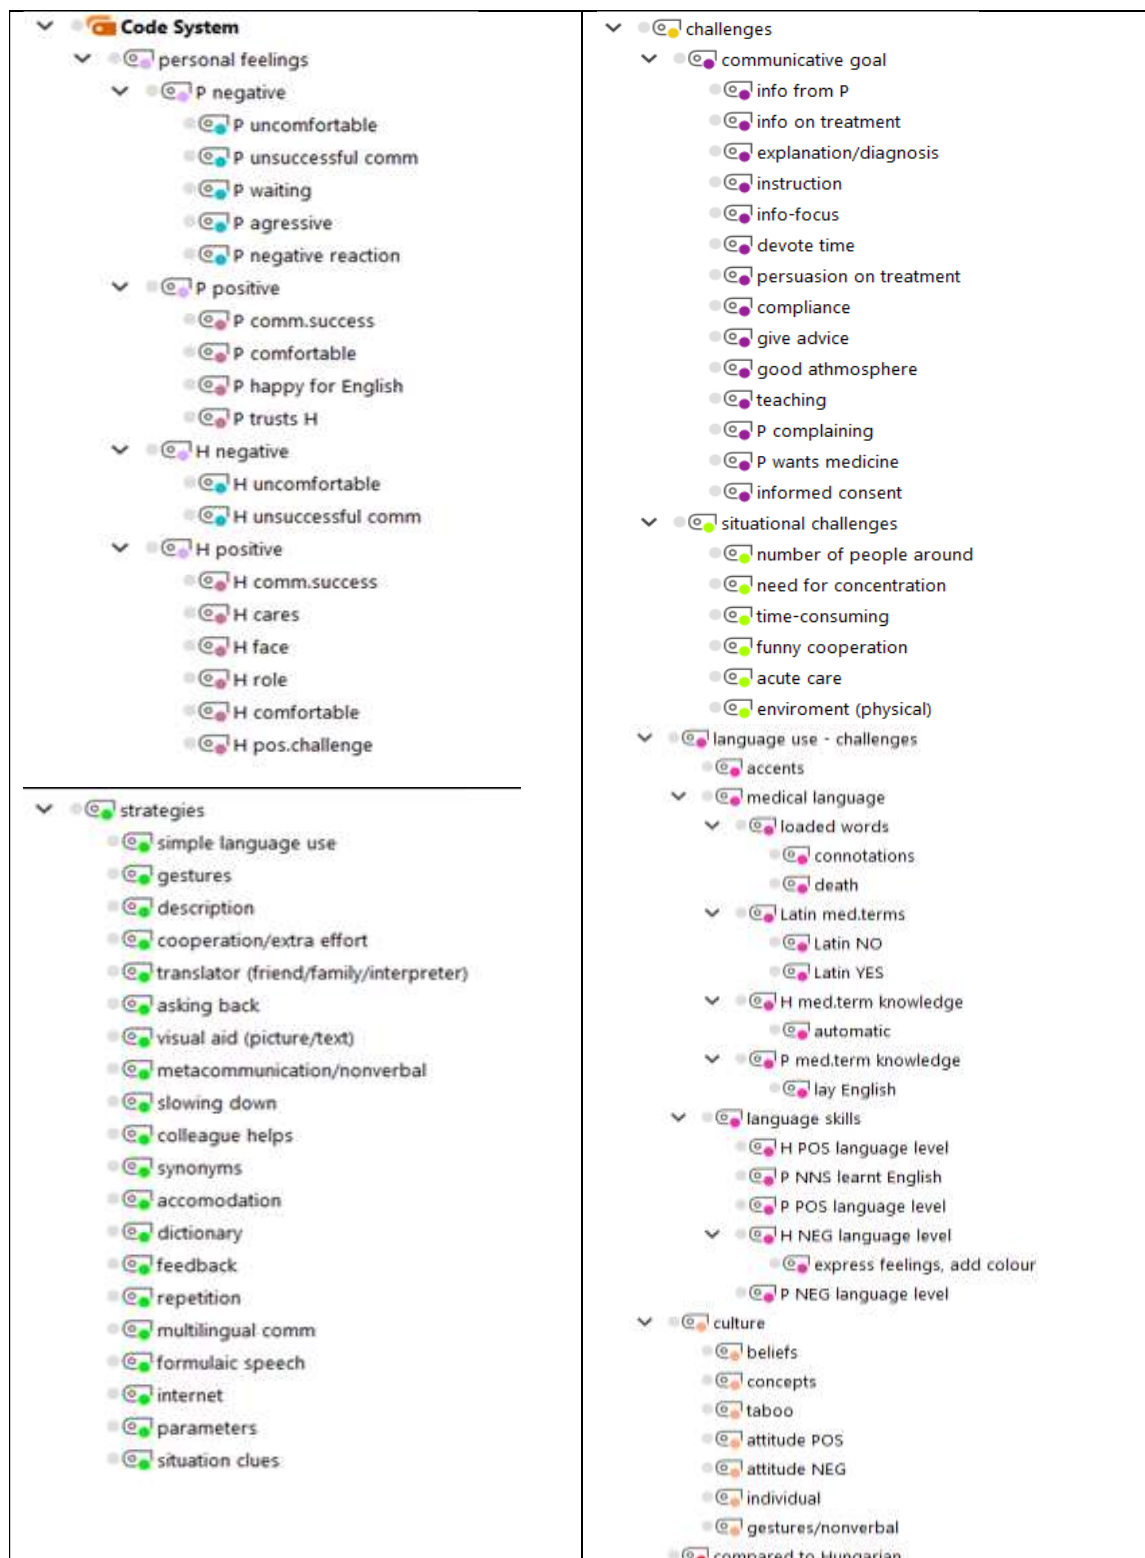 Code System
personal feelings
P negative
P uncomfortable
P unsuccessful comm
P waiting
P agressive
P negative reaction
P positive
P comm.success
P comfortable
P happy for English
P trusts H
H negative
H uncomfortable
H unsuccessful comm
H positive
H comm.success
H cares
H face
H role
H comfortable
H pos.challenge
strategies
simple language use
gestures
description
cooperation/extra effort
translator (friend/family/interpreter)
asking back
visual aid (picture/text)
metacommunication/nonverbal
slowing down
colleague helps
synonyms
accomodation
dictionary
feedback
repetition
multilingual comm
formulaic speech
internet
parameters
situation clues
challenges
communicative goal
info from P
info on treatment
explanation/diagnosis
instruction
info-focus
devote time
persuasion on treatment
compliance
give advice
good athmosphere
teaching
P complaining
P wants medicine
informed consent
situational challenges
number of people around
need for concentration
time-consuming
funny cooperation
acute care
enviroment (physical)
language use - challenges
accents
medical language
loaded words
connotations
death
Latin med.terms
Latin NO
Latin YES
H med.term knowledge
automatic
P med.term knowledge
lay English
language skills
H POS language level
P NNS learnt English
P POS language level
H NEG language level
express feelings, add colour
P NEG language level
culture
beliefs
concepts
taboo
attitude POS
attitude NEG
individual
gestures/nonverbal
compared to Hungarian